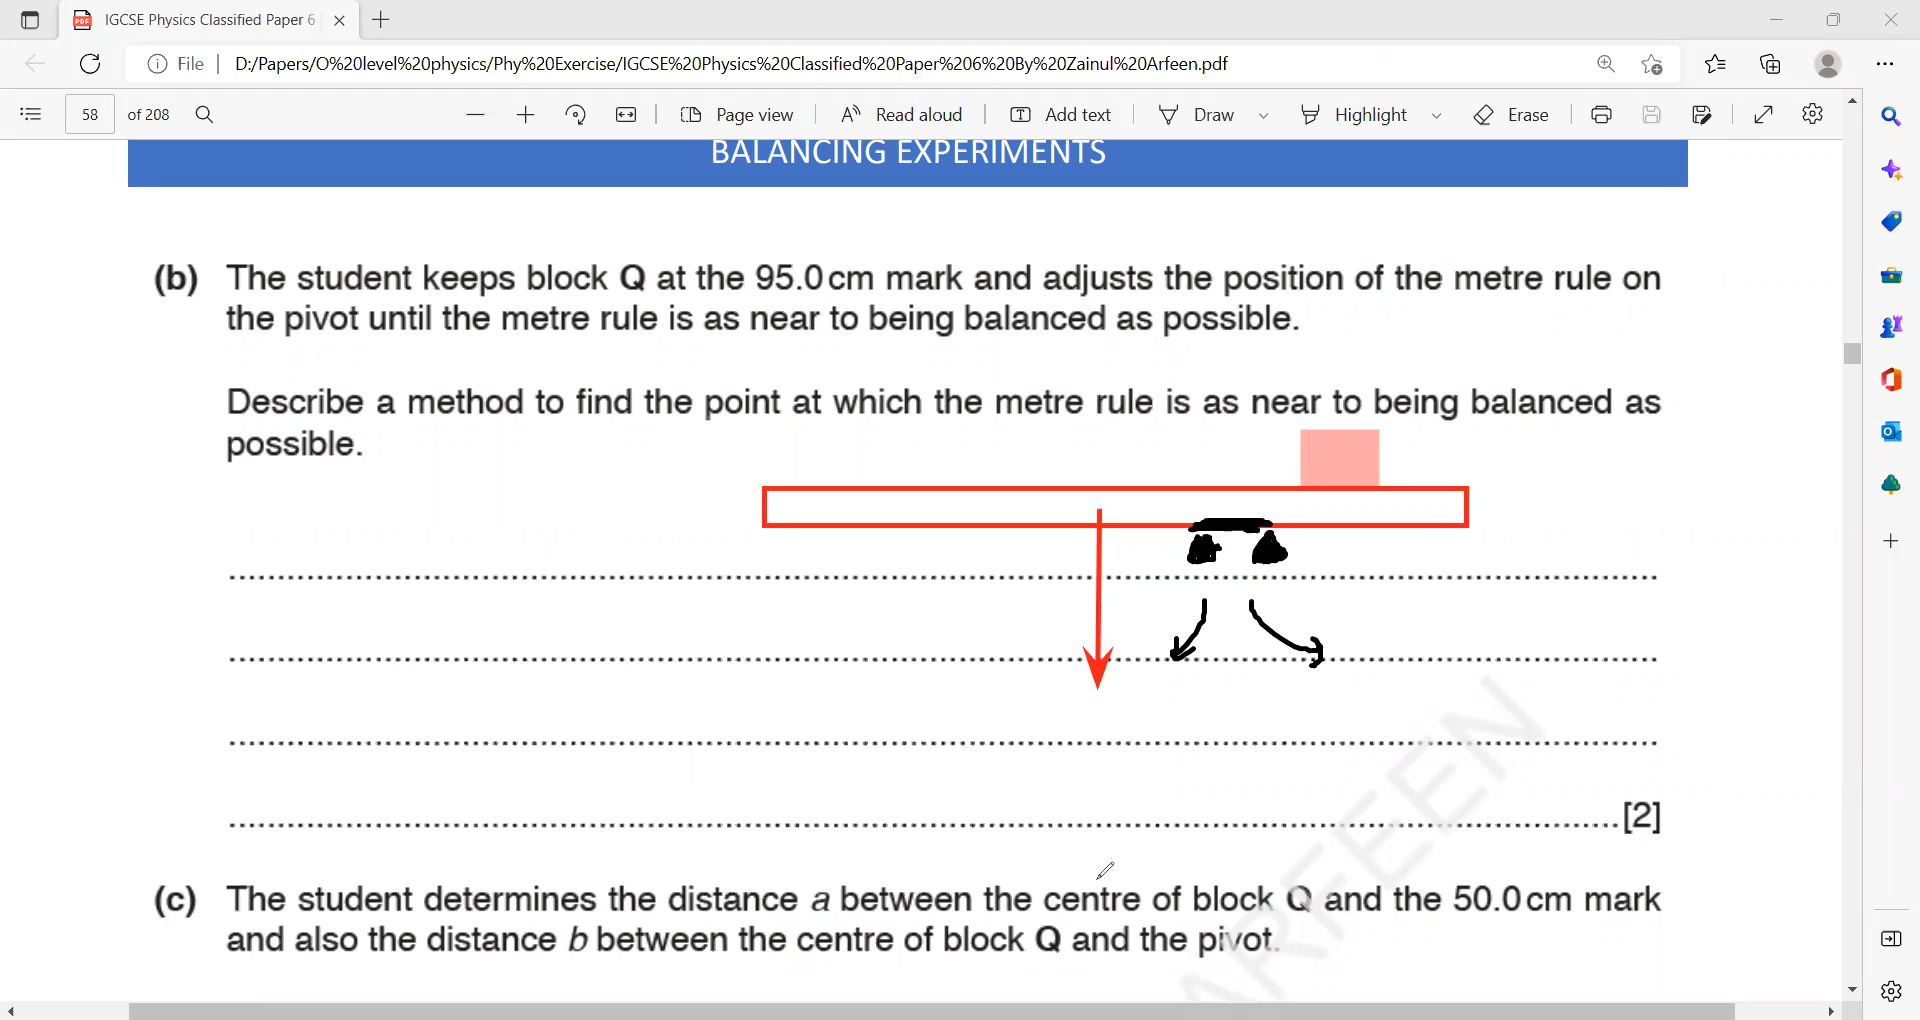 IGCSE Physics Classified Paper 6
File
D:/Papers/O%20level%20physics/Phy%20Exercise/IGCSE%20Physics%20Classified%20Paper%206%20By%20Zainul%20Arfeen.pdf
58 of 208
Page view
Read aloud
Add text
Draw
Highlight
Erase
BALANCING EXPERIMENTS
(b) The student keeps block Q at the 95.0 cm mark and adjusts the position of the metre rule on
the pivot until the metre rule is as near to being balanced as possible.
Describe a method to find the point at which the metre rule is as near to being balanced as
possible.
[2]
(c) The student determines the distance a between the centre of block Q and the 50.0 cm mark
and also the distance b between the centre of block Q and the pivot.
ARFEEN